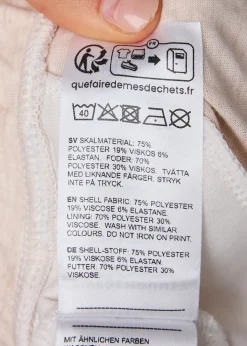 FR
quefairedemesdechets.fr
40
SV SKALMATERIAL: 75%
POLYESTER 19% VISKOS 6%
ELASTAN. FODER: 70%
POLYESTER 30% VISKOS. TVÄTTA
MED LIKNANDE FÄRGER. STRYK
INTE PÅ TRYCK.
EN SHELL FABRIC: 75% POLYESTER
19% VISCOSE 6% ELASTANE.
LINING: 70% POLYESTER 30%
VISCOSE. WASH WITH SIMILAR
COLOURS. DO NOT IRON ON PRINT.
DE SHELL-STOFF: 75% POLYESTER
19% VISKOSE 6% ELASTAN.
FUTTER: 70% POLYESTER 30%
VISKOSE.
MIT ÄHNLICHEN FARBEN